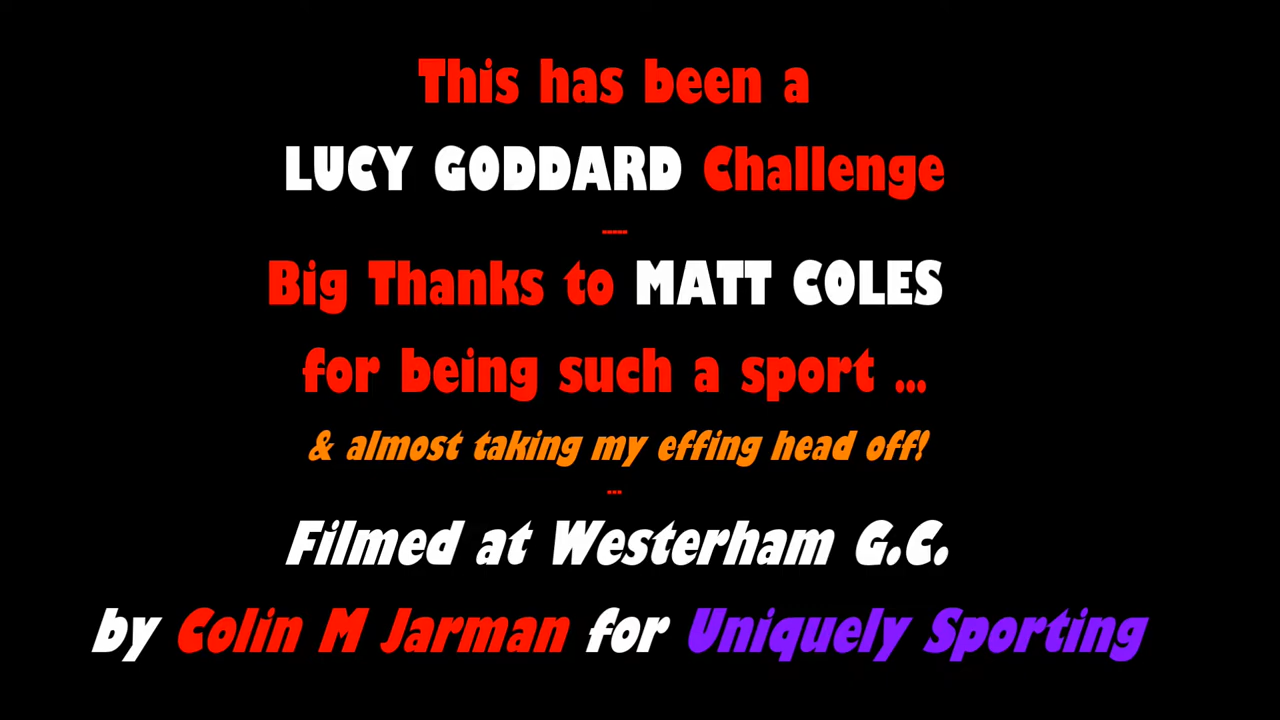 This has been a
LUCY GODDARD Challenge
-----
Big Thanks to MATT COLES
for being such a sport ...
& almost taking my effing head off!
---
Filmed at Westerham G.C.
by Colin M Jarman for Uniquely Sporting